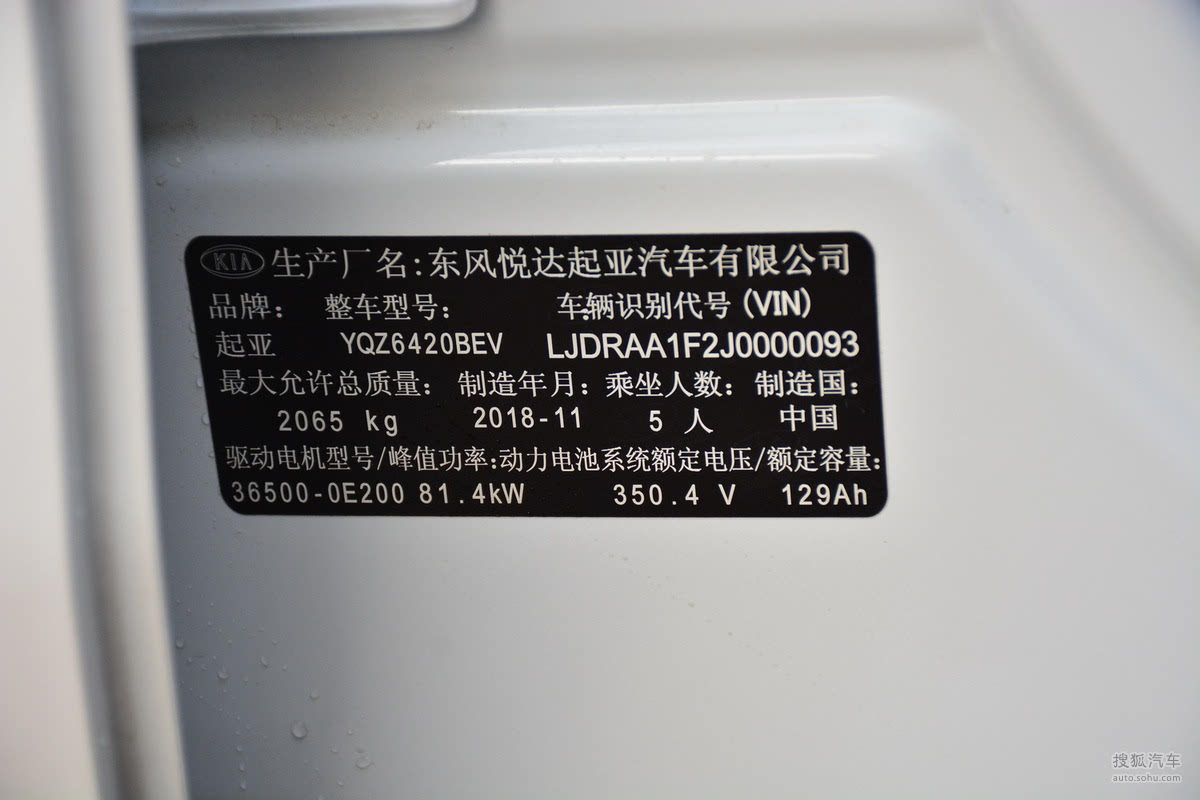 KIA 生产厂名:东风悦达起亚汽车有限公司
品牌: 整车型号: 车辆识别代号(VIN)
起亚 YQZ6420BEV LJDRAA1F2J0000093
最大允许总质量: 制造年月: 乘坐人数: 制造国:
2065 kg 2018-11 5 人 中国
驱动电机型号/峰值功率:动力电池系统额定电压/额定容量:
36500-0E200 81.4kW 350.4 V 129Ah
搜狐汽车
auto.sohu.com